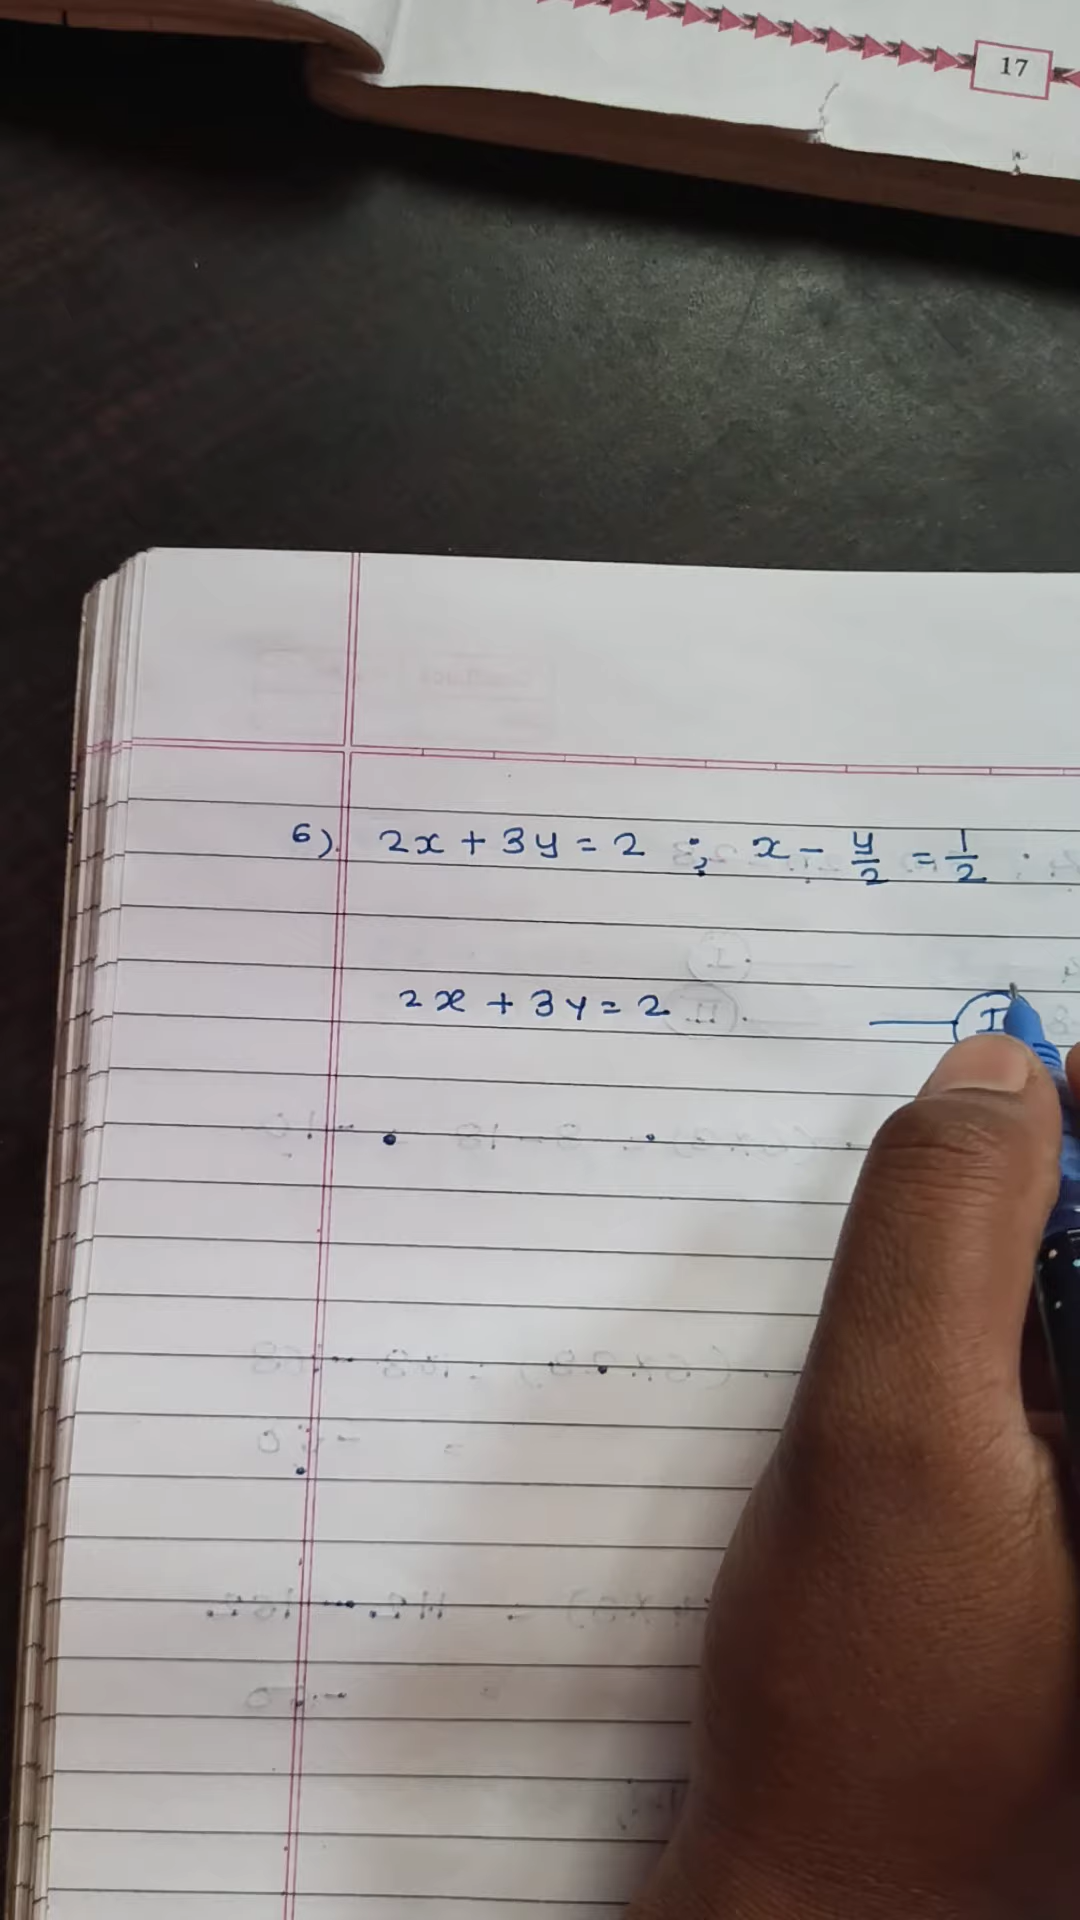 17
6). 2x + 3y = 2 ; x - y/2 = 1/2 .
2x + 3y = 2 —— I